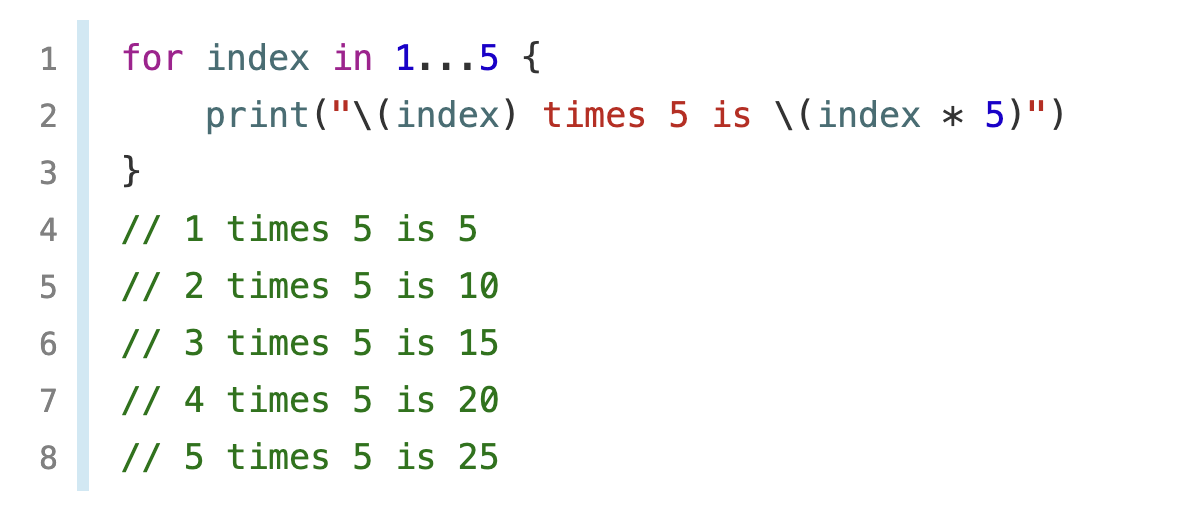 1 for index in 1...5 {
2     print("\(index) times 5 is \(index * 5)")
3 }
4 // 1 times 5 is 5
5 // 2 times 5 is 10
6 // 3 times 5 is 15
7 // 4 times 5 is 20
8 // 5 times 5 is 25